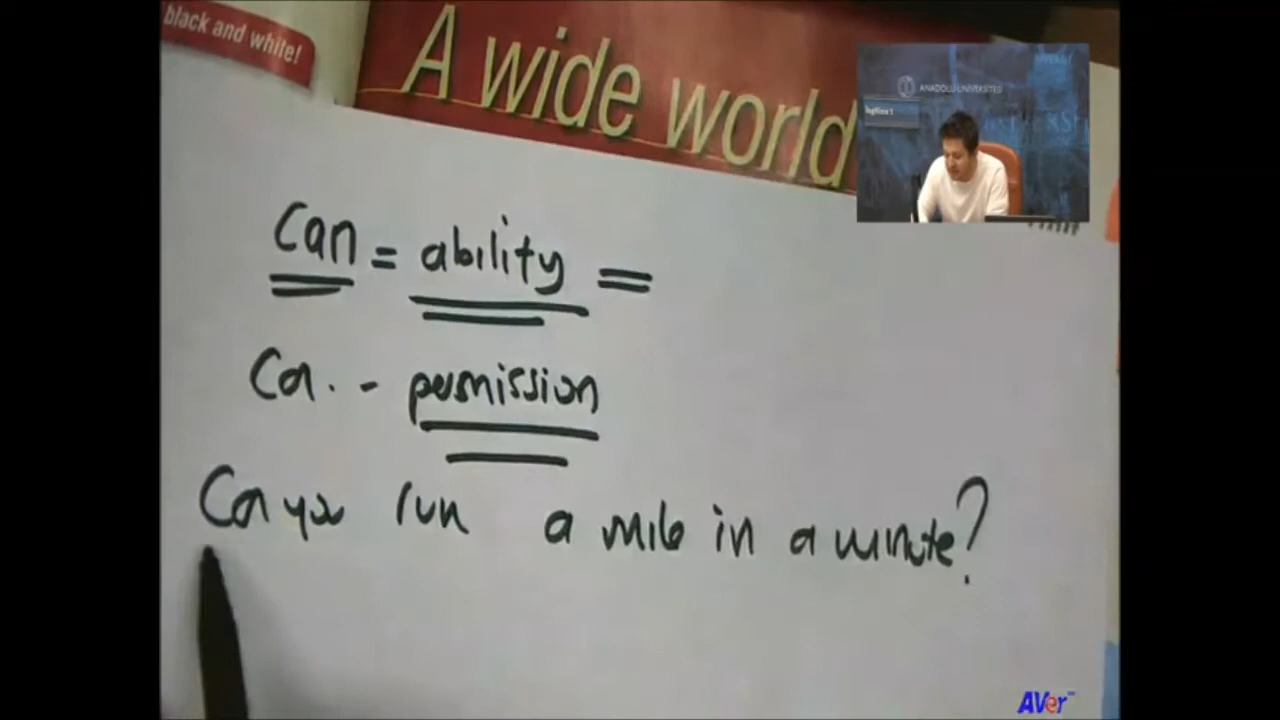 black and white!
A wide world
ANADOLU ÜNİVERSİTESİ
can = ability =
Ca. - permission
Can you run a mile in a minute?
AVer